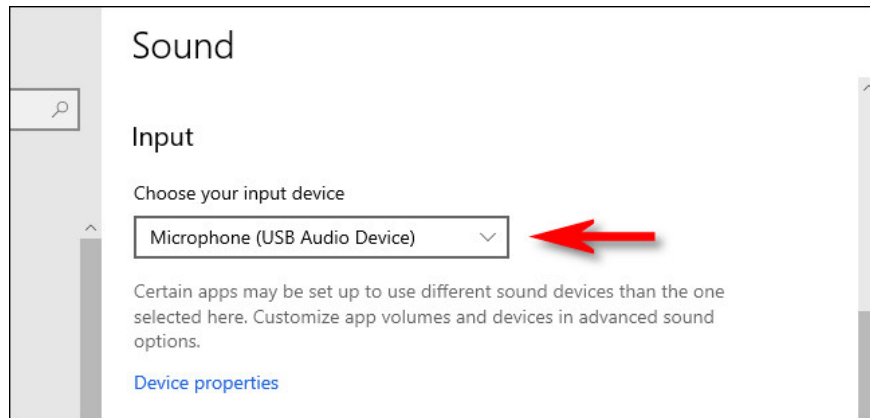 Sound
Input
Choose your input device
Microphone (USB Audio Device)
Certain apps may be set up to use different sound devices than the one
selected here. Customize app volumes and devices in advanced sound
options.
Device properties